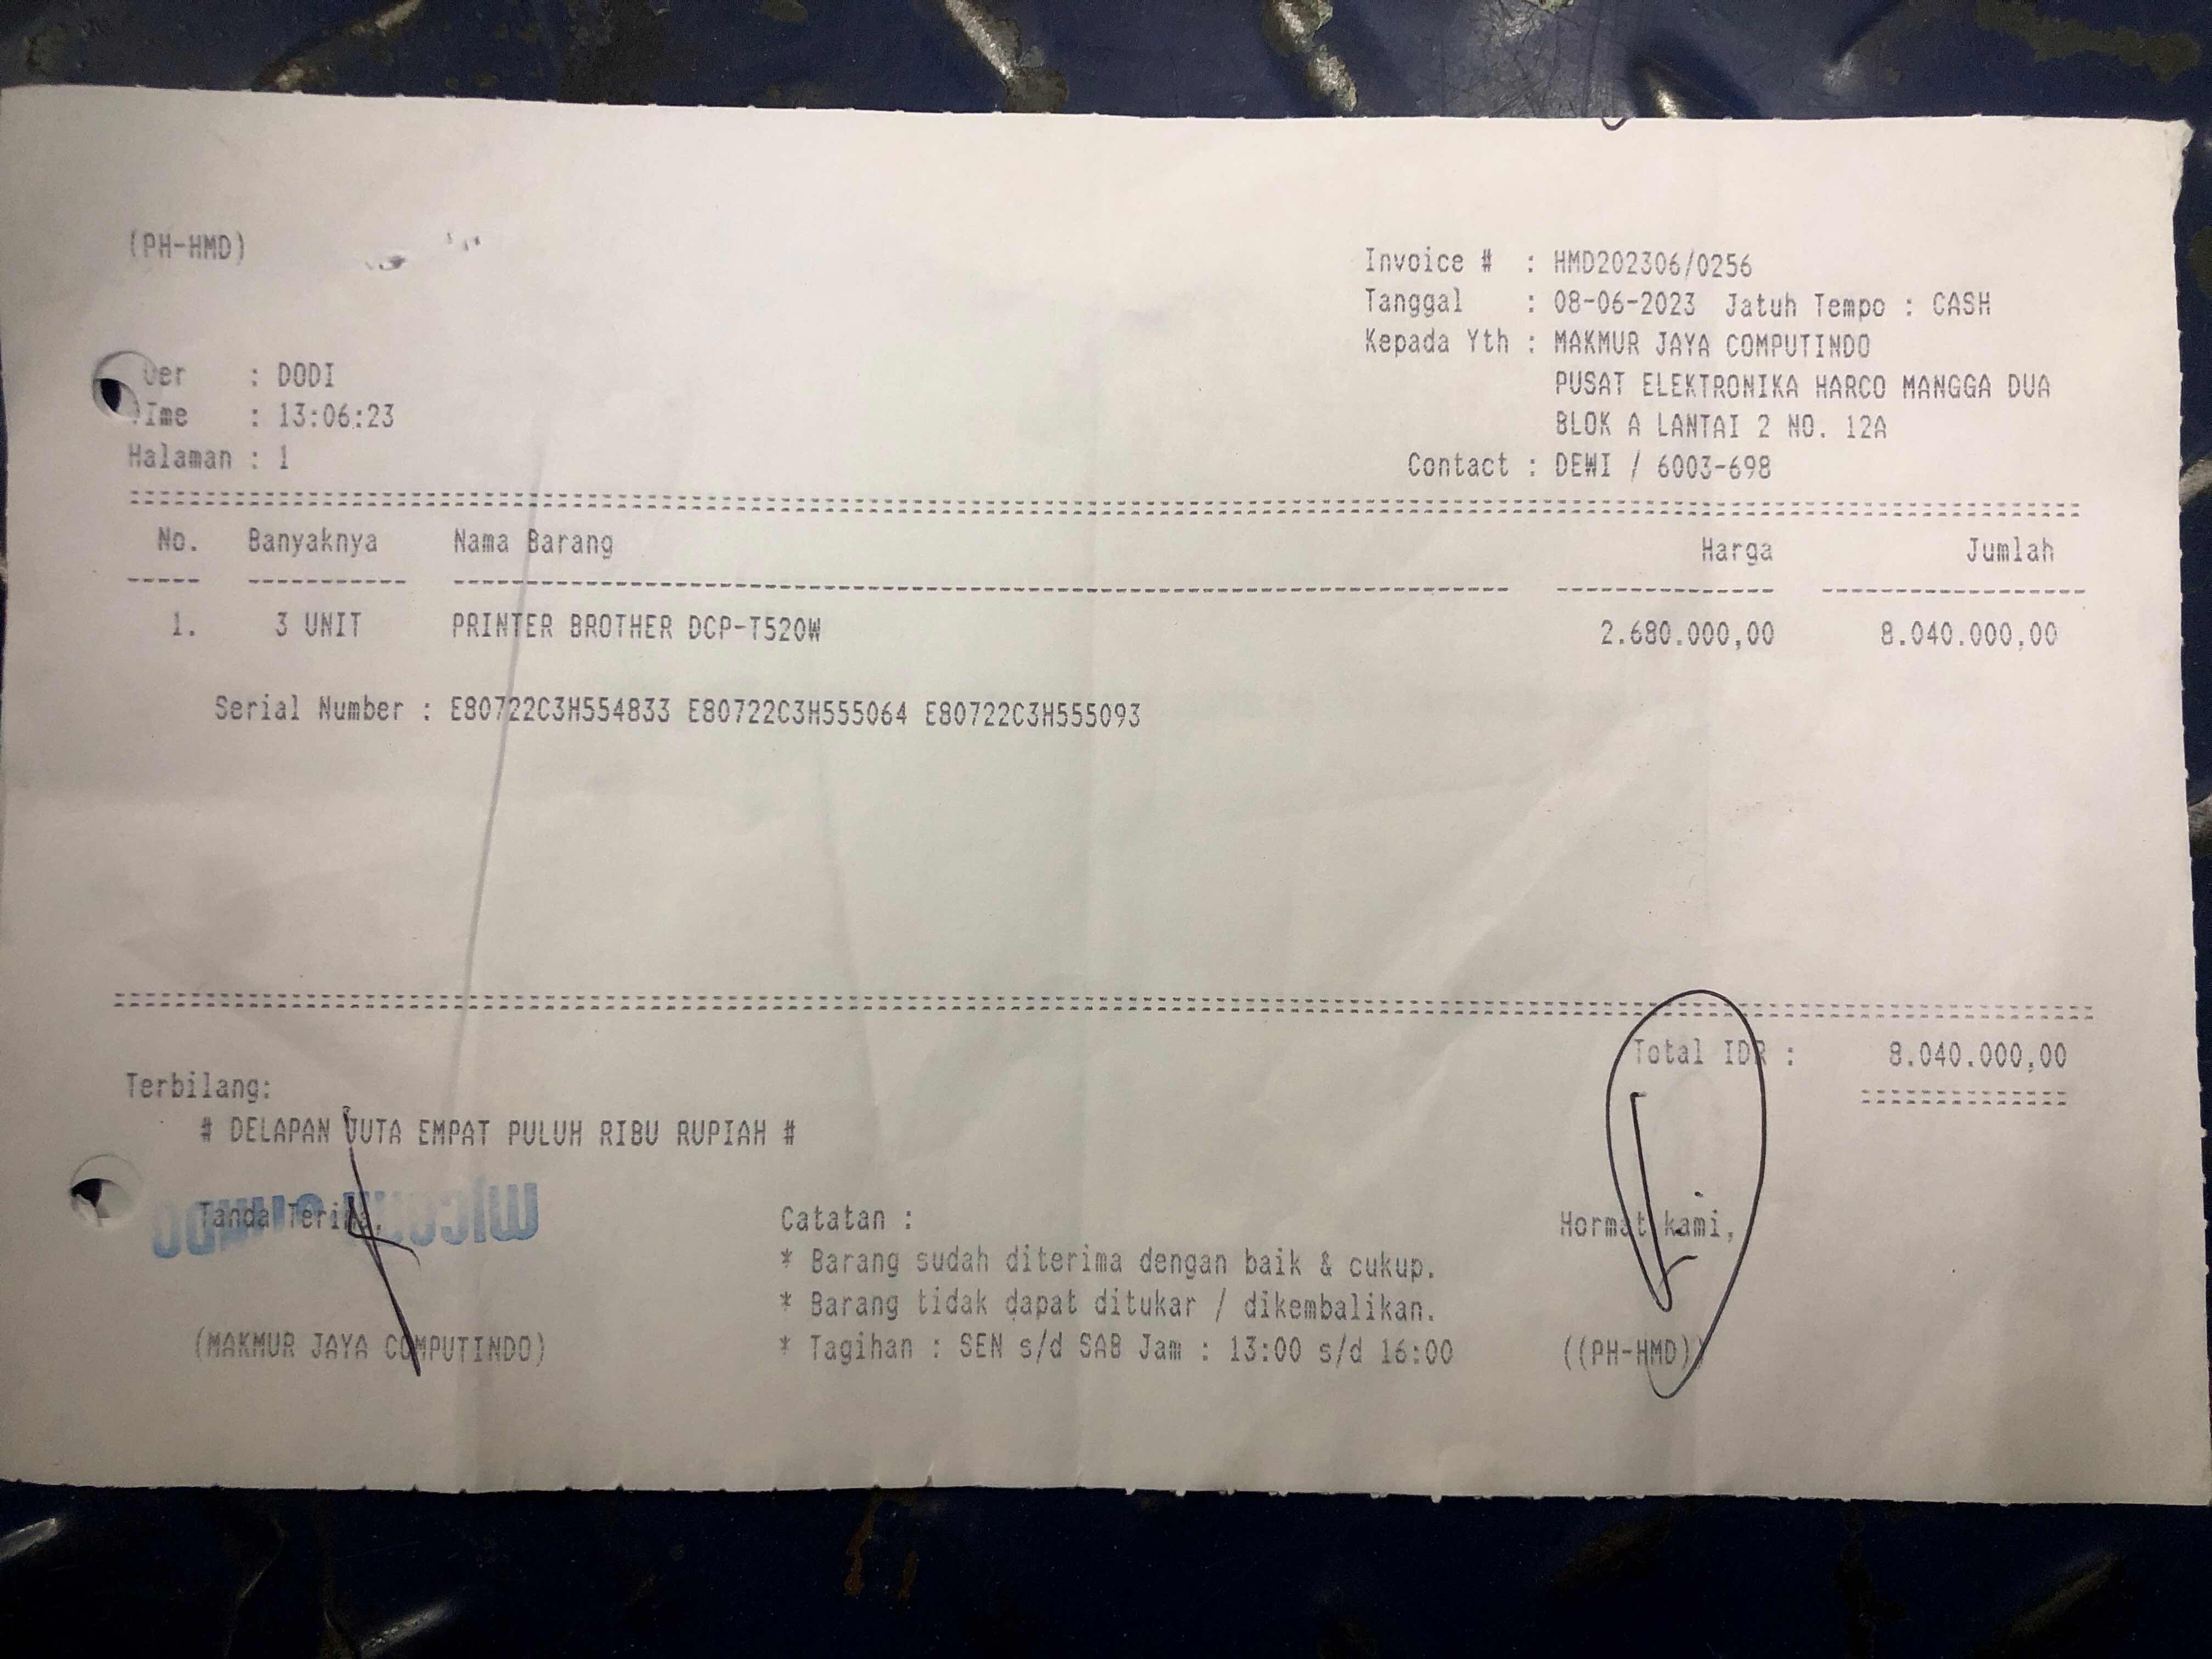 (PH-HMD)
Invoice # : HMD202306/0256
Tanggal : 08-06-2023 Jatuh Tempo : CASH
Kepada Yth : MAKMUR JAYA COMPUTINDO
PUSAT ELEKTRONIKA HARCO MANGGA DUA
BLOK A LANTAI 2 NO. 12A
Contact : DEWI / 6003-698
: DODI
: 13:06:23
Halaman : 1
No. Banyaknya Nama Barang Harga Jumlah
1. 3 UNIT PRINTER BROTHER DCP-T520W 2.680.000,00 8.040.000,00
Serial Number : E80722C3H554833 E80722C3H555064 E80722C3H555093
Total IDR : 8.040.000,00
Terbilang:
# DELAPAN JUTA EMPAT PULUH RIBU RUPIAH #
Tanda Terima,
Catatan :
* Barang sudah diterima dengan baik & cukup.
* Barang tidak dapat ditukar / dikembalikan.
* Tagihan : SEN s/d SAB Jam : 13:00 s/d 16:00
Hormat kami,
(MAKMUR JAYA COMPUTINDO)
((PH-HMD))